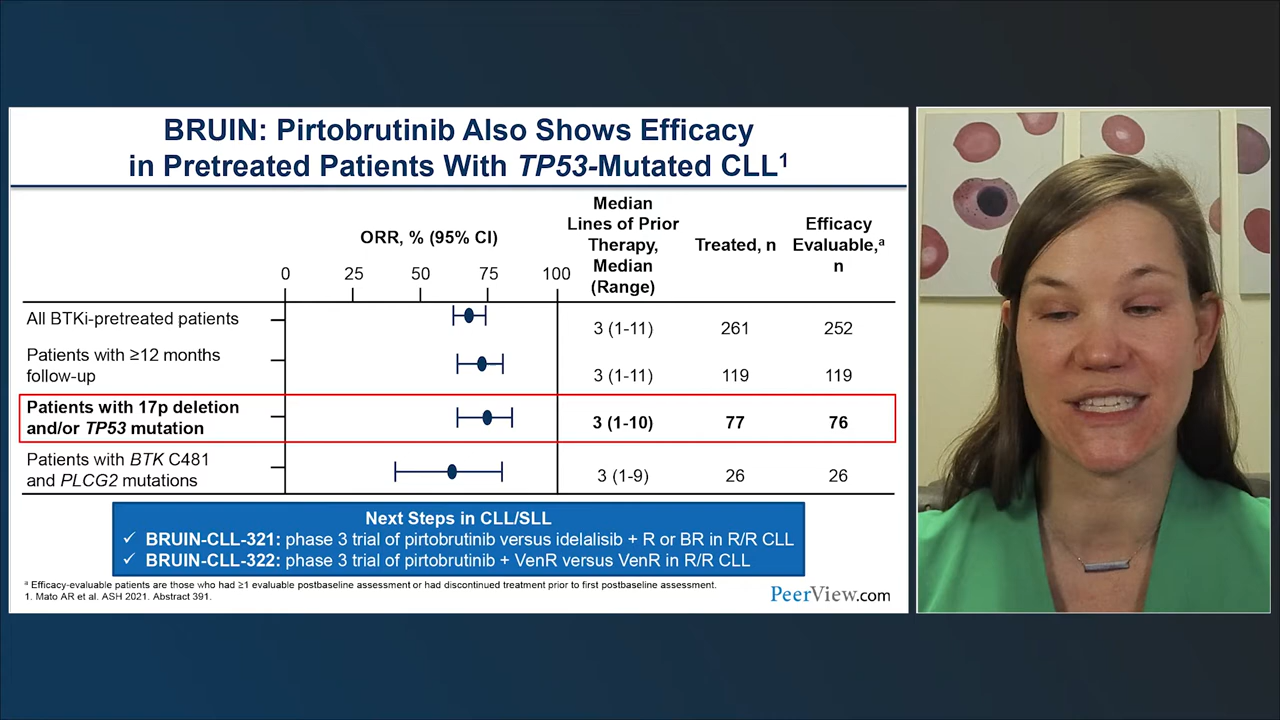 BRUIN: Pirtobrutinib Also Shows Efficacy
in Pretreated Patients With TP53-Mutated CLL¹
ORR, % (95% CI)
Median
Lines of Prior
Therapy,
Median
(Range)
Treated, n
Efficacy
Evaluable,ᵃ
n
0 25 50 75 100
All BTKi-pretreated patients 3 (1-11) 261 252
Patients with ≥12 months
follow-up 3 (1-11) 119 119
Patients with 17p deletion
and/or TP53 mutation 3 (1-10) 77 76
Patients with BTK C481
and PLCG2 mutations 3 (1-9) 26 26
Next Steps in CLL/SLL
✓ BRUIN-CLL-321: phase 3 trial of pirtobrutinib versus idelalisib + R or BR in R/R CLL
✓ BRUIN-CLL-322: phase 3 trial of pirtobrutinib + VenR versus VenR in R/R CLL
ᵃ Efficacy-evaluable patients are those who had ≥1 evaluable postbaseline assessment or had discontinued treatment prior to first postbaseline assessment.
1. Mato AR et al. ASH 2021. Abstract 391.
PeerView.com